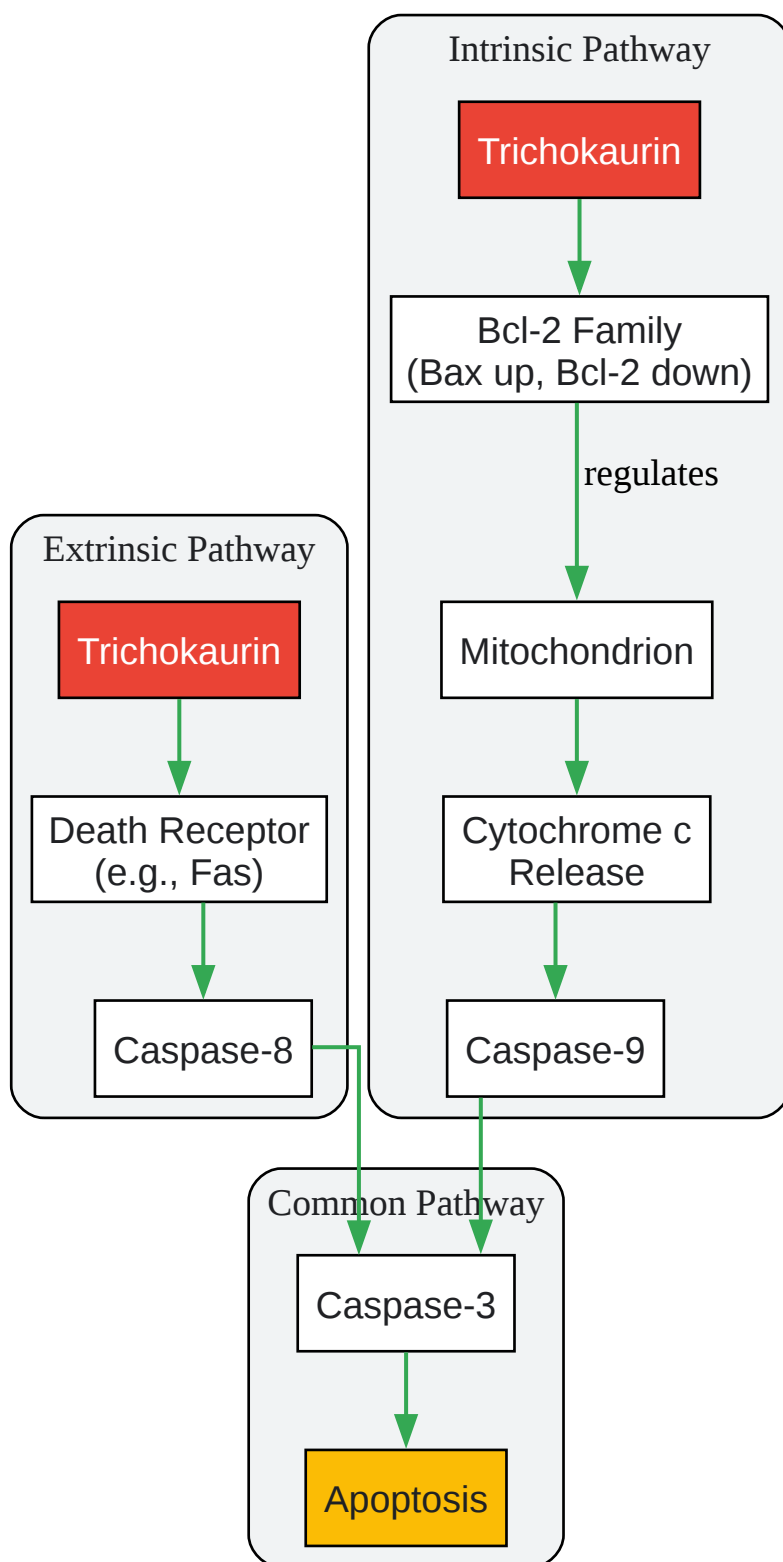 Intrinsic Pathway
Trichokaurin
Bcl-2 Family
(Bax up, Bcl-2 down)
regulates
Mitochondrion
Cytochrome c
Release
Caspase-9
Extrinsic Pathway
Trichokaurin
Death Receptor
(e.g., Fas)
Caspase-8
Common Pathway
Caspase-3
Apoptosis